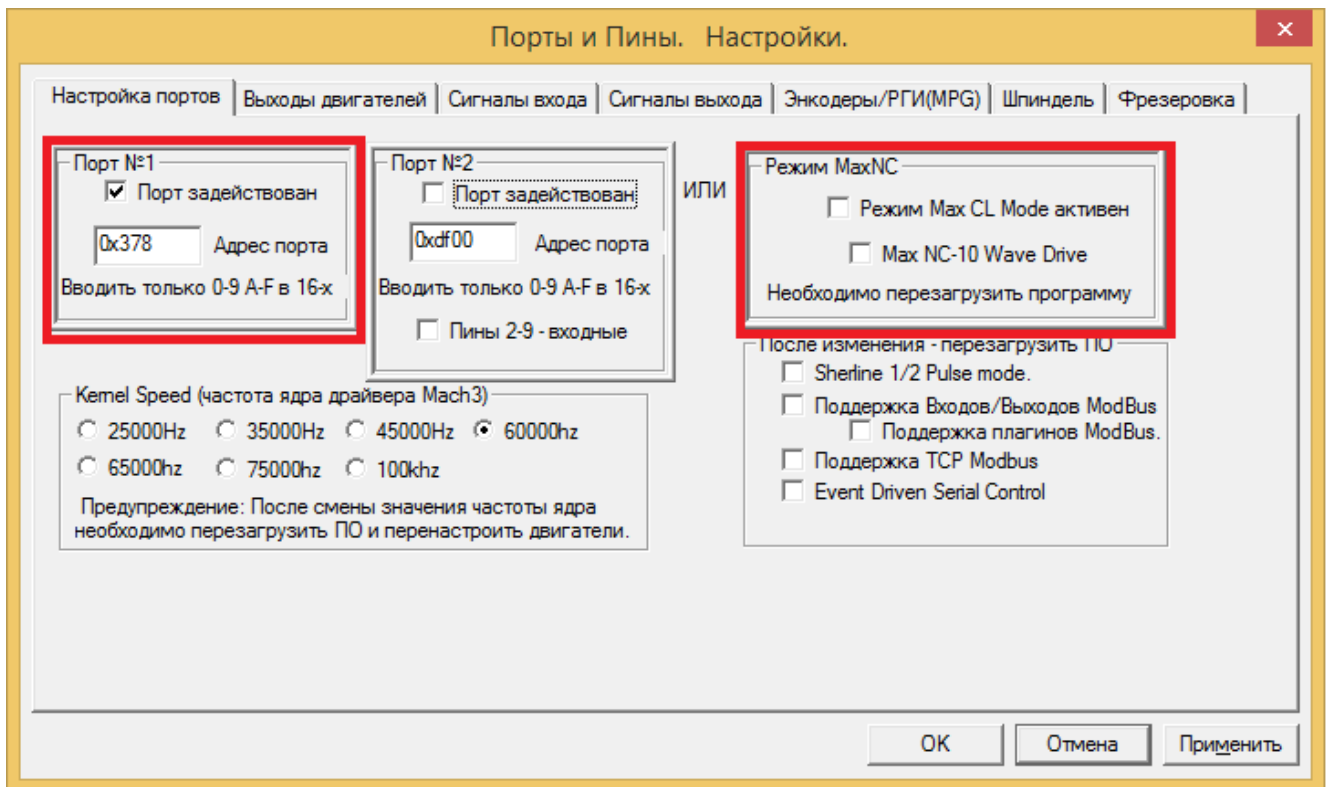 Порты и Пины. Настройки.
Настройка портов
Выходы двигателей
Сигналы входа
Сигналы выхода
Энкодеры/РГИ(MPG)
Шпиндель
Фрезеровка
Порт №1
Порт задействован
0x378 Адрес порта
Вводить только 0-9 A-F в 16-х
Порт №2
Порт задействован
0xdf00 Адрес порта
Вводить только 0-9 A-F в 16-х
Пины 2-9 - входные
ИЛИ
Режим MaxNC
Режим Max CL Mode активен
Max NC-10 Wave Drive
Необходимо перезагрузить программу
Kernel Speed (частота ядра драйвера Mach3)
25000Hz 35000Hz 45000Hz 60000hz
65000hz 75000hz 100khz
Предупреждение: После смены значения частоты ядра
необходимо перезагрузить ПО и перенастроить двигатели.
После изменения - перезагрузить ПО
Sherline 1/2 Pulse mode.
Поддержка Входов/Выходов ModBus
Поддержка плагинов ModBus.
Поддержка TCP Modbus
Event Driven Serial Control
OK
Отмена
Применить